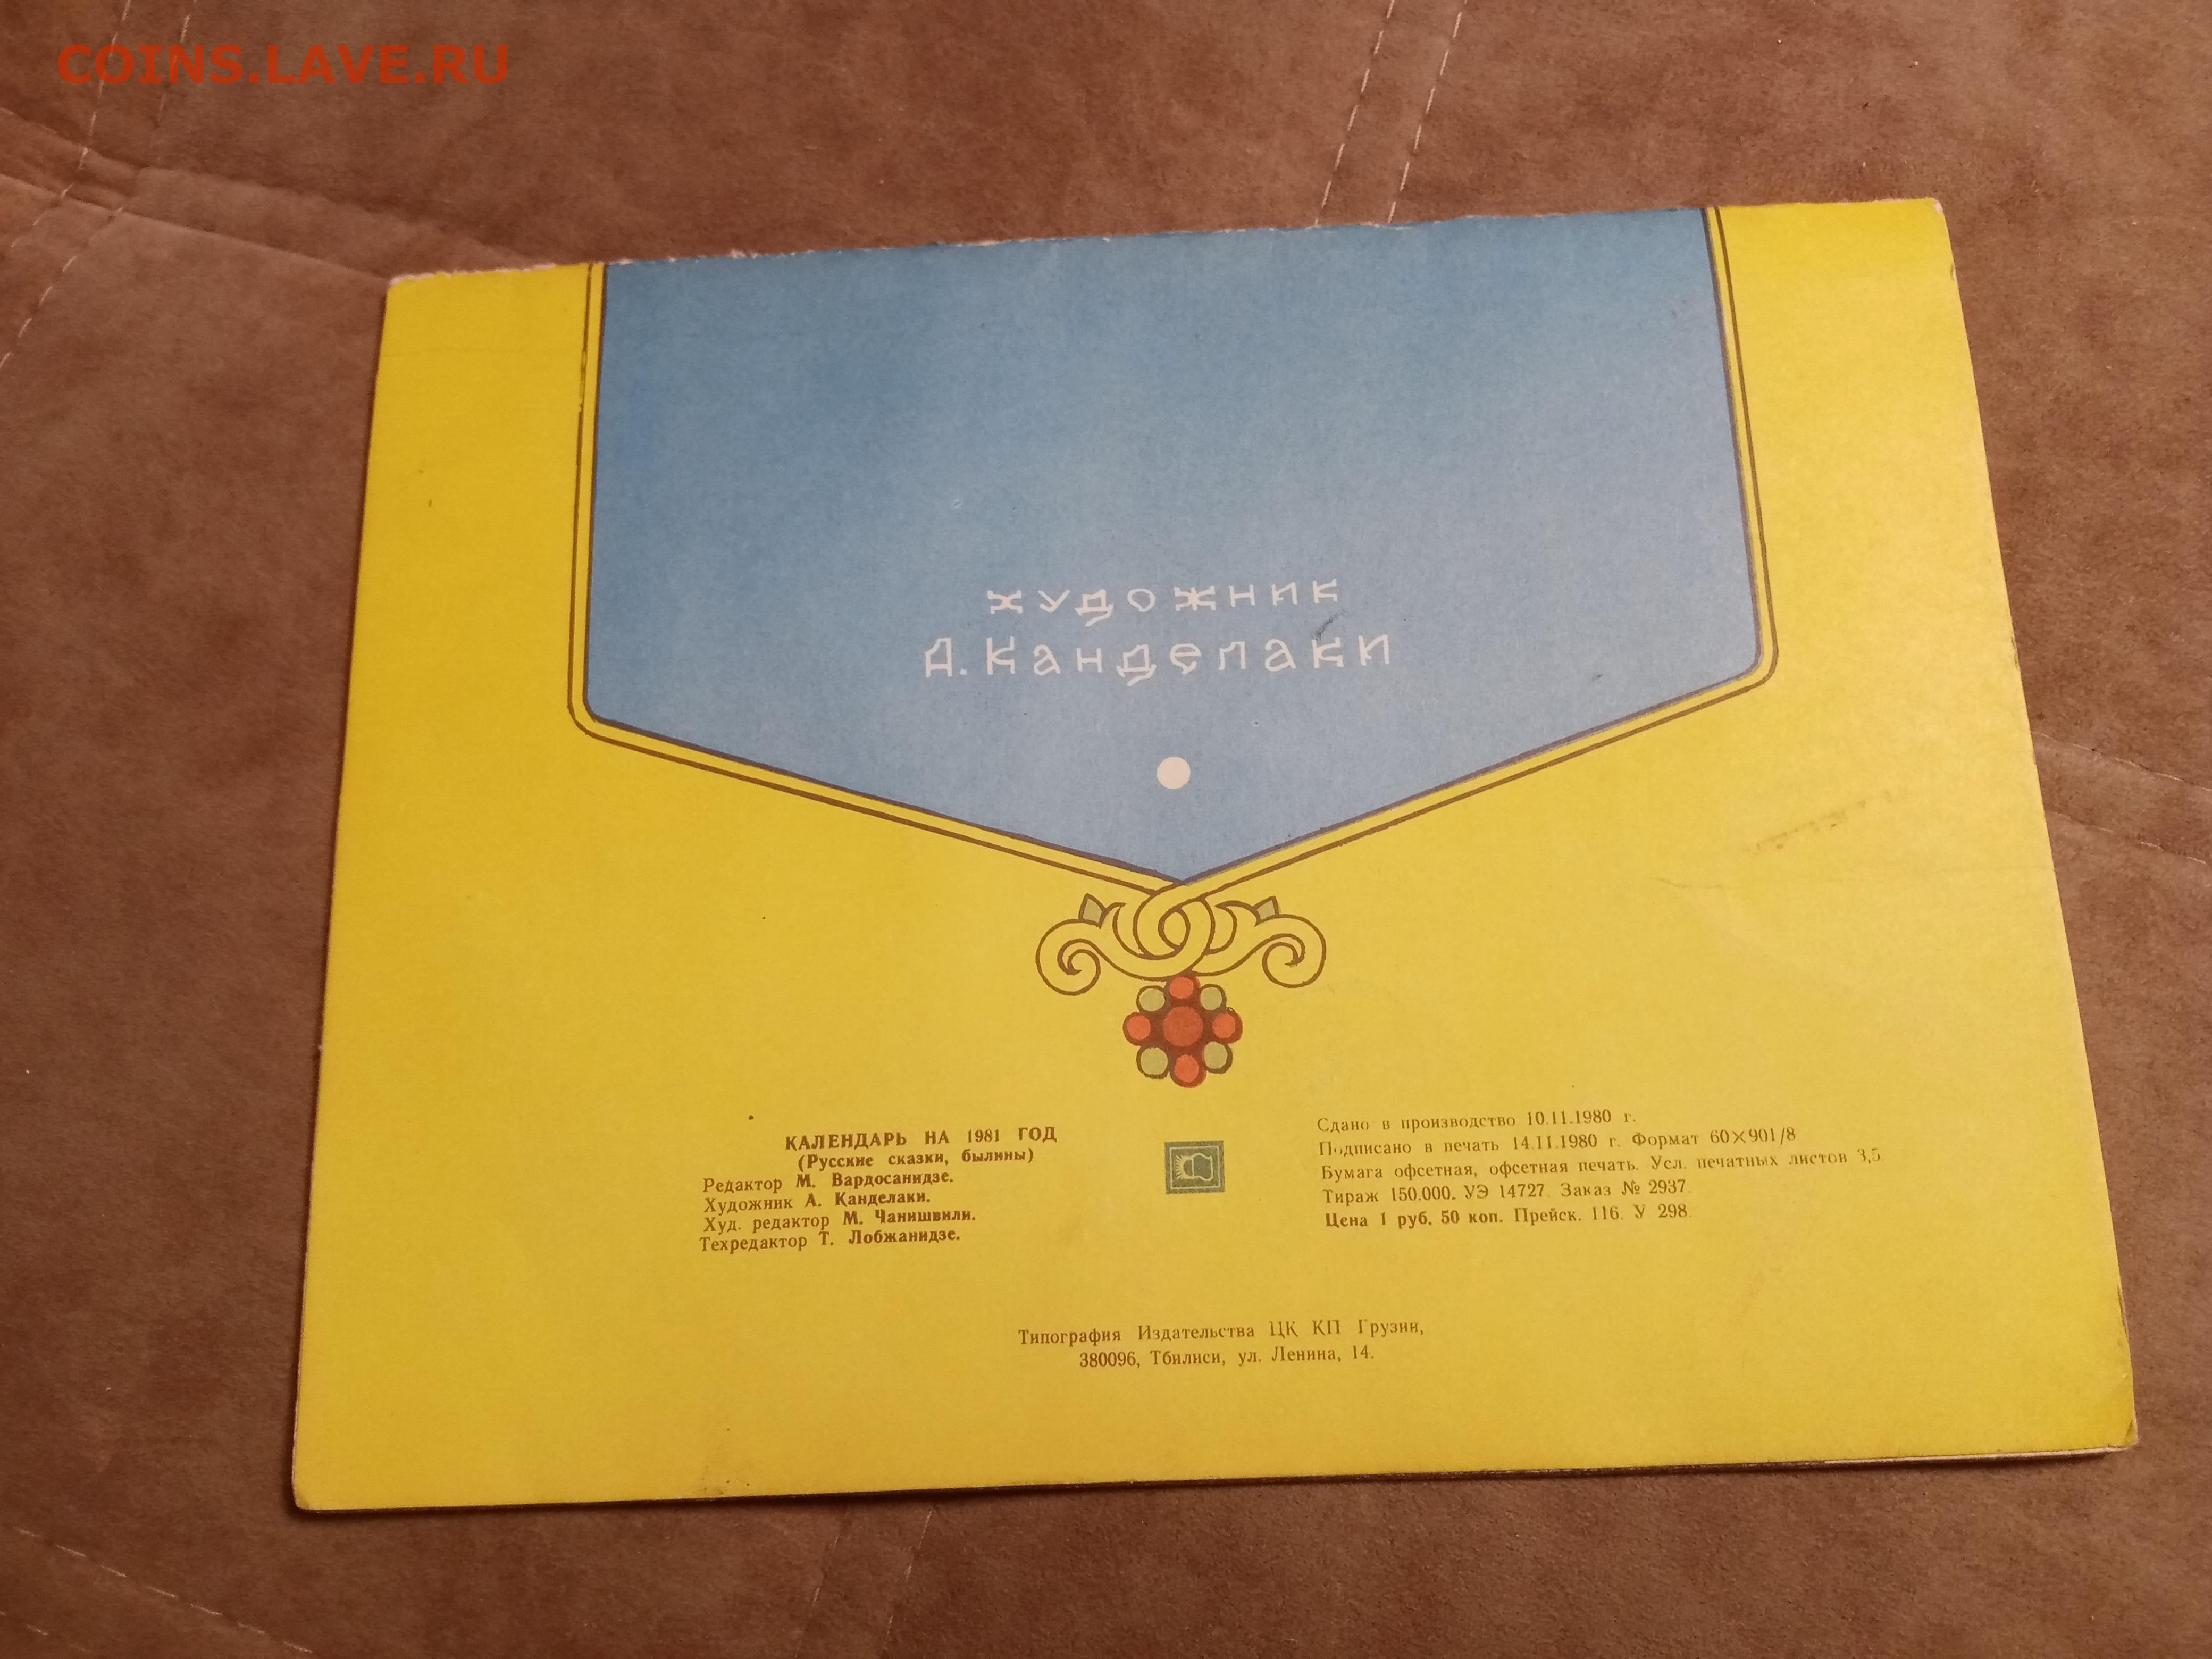 COINS.LAVE.RU
художник
А. Канделаки
КАЛЕНДАРЬ НА 1981 ГОД
(Русские сказки, былины)
Редактор М. Вардосанидзе.
Художник А. Канделаки.
Худ. редактор М. Чанишвили.
Техредактор Т. Лобжанидзе.
Сдано в производство 10.11.1980 г.
Подписано в печать 14.11.1980 г. Формат 60×901/8
Бумага офсетная, офсетная печать. Усл. печатных листов 3,5.
Тираж 150.000. УЭ 14727. Заказ № 2937.
Цена 1 руб. 50 коп. Прейск. 116. У 298.
Типография Издательства ЦК КП Грузии,
380096, Тбилиси, ул. Ленина, 14.